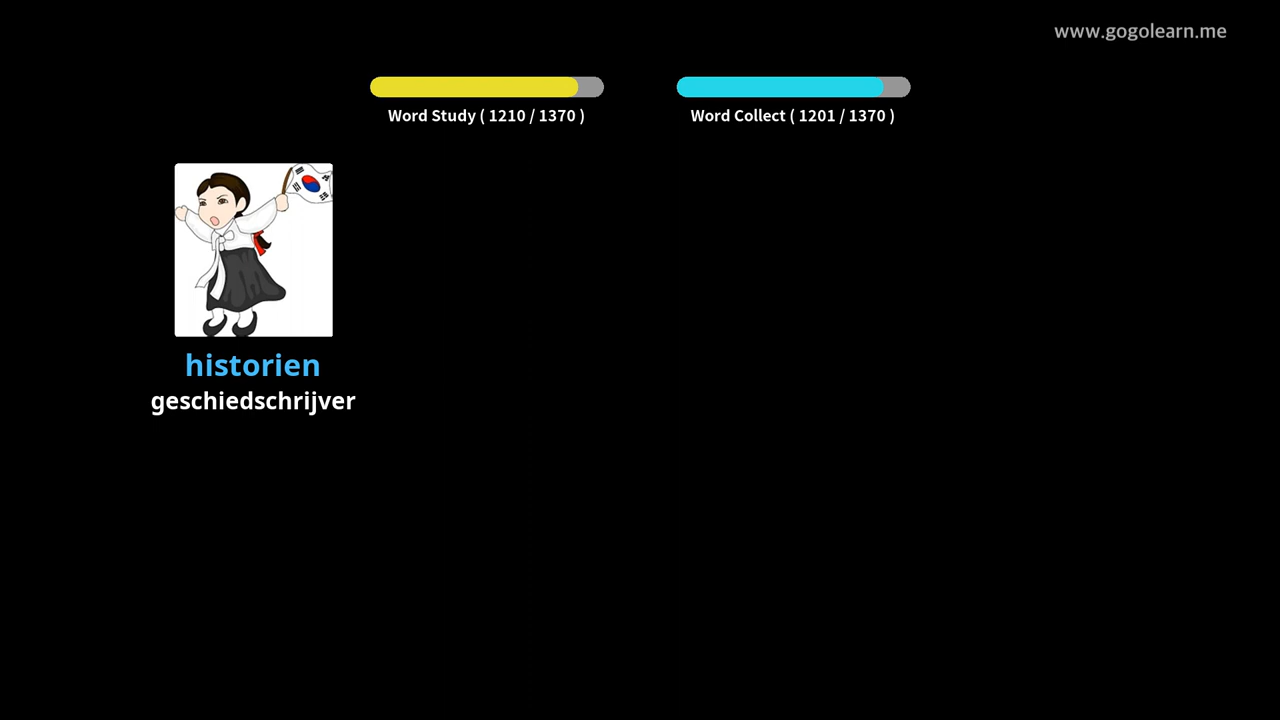 www.gogolearn.me
Word Study ( 1210 / 1370 )
Word Collect ( 1201 / 1370 )
historien
geschiedschrijver